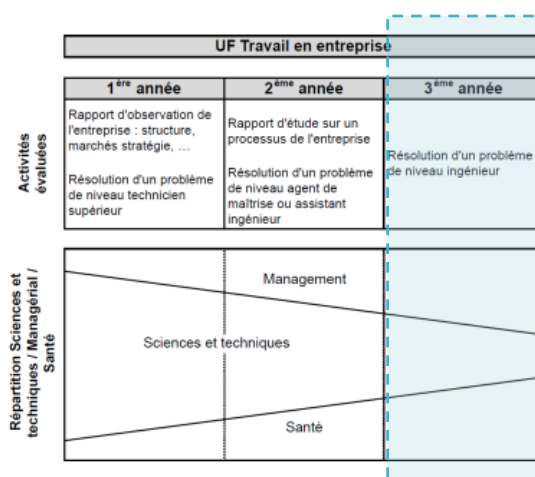 UF Travail en entreprise
1ère année
2ème année
3ème année
Activités
évaluées
Rapport d'observation de
l'entreprise : structure,
marchés stratégie, ...
Résolution d'un problème
de niveau technicien
supérieur
Rapport d'étude sur un
processus de l'entreprise
Résolution d'un problème
de niveau agent de
maîtrise ou assistant
ingénieur
Résolution d'un problème
de niveau ingénieur
Répartition Sciences et
techniques / Managérial /
Santé
Management
Sciences et techniques
Santé